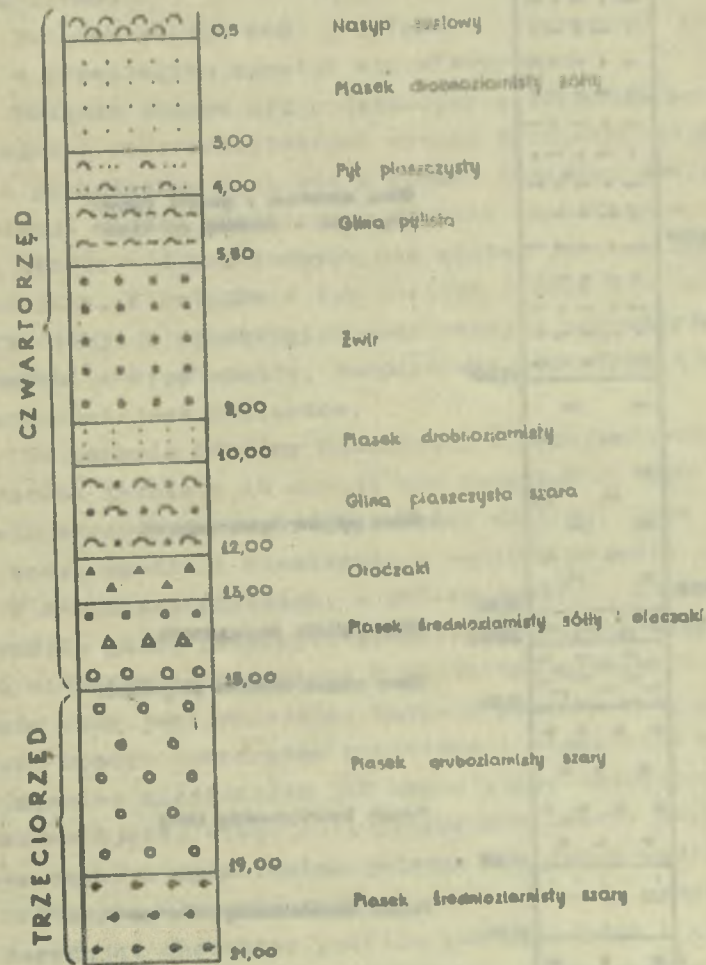 0,5 Nasyp
Piasek drobnoziarnisty żółty
3,00
Pył piaszczysty
4,00
Glina pylista
5,50
Żwir
9,00
Piasek drobnoziarnisty
10,00
Glina piaszczysta szara
12,00
Otoczaki
13,00
Piasek średnioziarnisty żółty i otoczaki
15,00
CZWARTORZĘD
Piasek gruboziarnisty szary
19,00
Piasek średnioziarnisty szary
21,00
TRZECIORZĘD